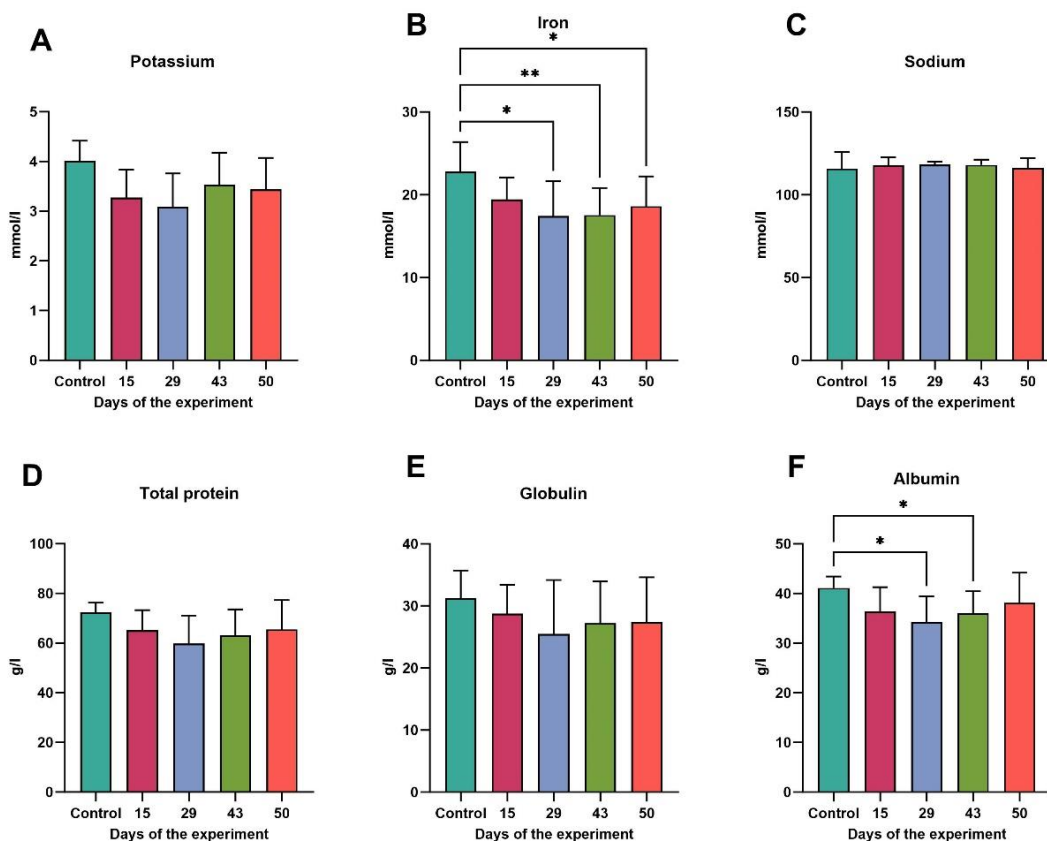 A
Potassium
mmol/l
5
4
3
2
1
0
Control 15 29 43 50
Days of the experiment
B
Iron
*
**
*
mmol/l
30
20
10
0
Control 15 29 43 50
Days of the experiment
C
Sodium
mmol/l
150
100
50
0
Control 15 29 43 50
Days of the experiment
D
Total protein
g/l
100
80
60
40
20
0
Control 15 29 43 50
Days of the experiment
E
Globulin
g/l
40
30
20
10
0
Control 15 29 43 50
Days of the experiment
F
Albumin
*
*
g/l
50
40
30
20
10
0
Control 15 29 43 50
Days of the experiment